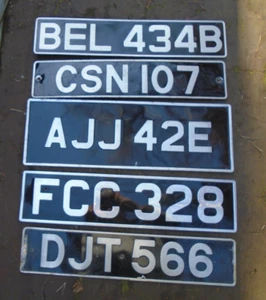 BEL 434B
CSN 107
AJJ 42E
FCC 328
DJT 566